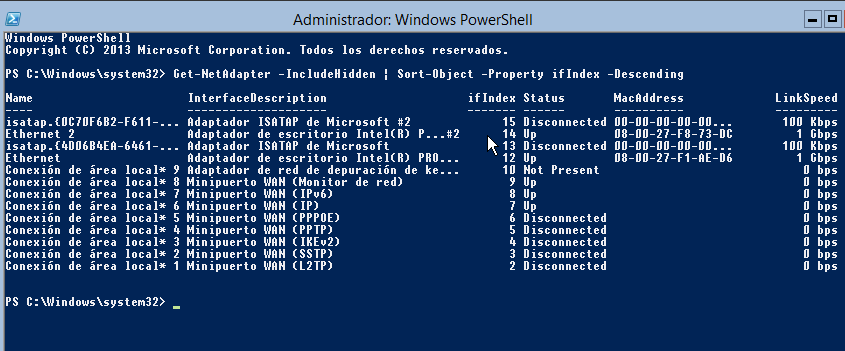 Administrador: Windows PowerShell
Windows PowerShell
Copyright (C) 2013 Microsoft Corporation. Todos los derechos reservados.
PS C:\Windows\system32> Get-NetAdapter -IncludeHidden | Sort-Object -Property ifIndex -Descending
Name InterfaceDescription ifIndex Status MacAddress LinkSpeed
---- -------------------- ------- ------ ---------- ---------
isatap.{0C70F6B2-F611-... Adaptador ISATAP de Microsoft #2 15 Disconnected 00-00-00-00-00... 100 Kbps
Ethernet 2 Adaptador de escritorio Intel(R) P...#2 14 Up 08-00-27-F8-73-DC 1 Gbps
isatap.{4D06B4EA-6461-... Adaptador ISATAP de Microsoft 13 Disconnected 00-00-00-00-00... 100 Kbps
Ethernet Adaptador de escritorio Intel(R) PRO... 12 Up 08-00-27-F1-AE-D6 1 Gbps
Conexión de área local* 9 Adaptador de red de depuración de ke... 10 Not Present 0 bps
Conexión de área local* 8 Minipuerto WAN (Monitor de red) 9 Up 0 bps
Conexión de área local* 7 Minipuerto WAN (IPv6) 8 Up 0 bps
Conexión de área local* 6 Minipuerto WAN (IP) 7 Up 0 bps
Conexión de área local* 5 Minipuerto WAN (PPPOE) 6 Disconnected 0 bps
Conexión de área local* 4 Minipuerto WAN (PPTP) 5 Disconnected 0 bps
Conexión de área local* 3 Minipuerto WAN (IKEv2) 4 Disconnected 0 bps
Conexión de área local* 2 Minipuerto WAN (SSTP) 3 Disconnected 0 bps
Conexión de área local* 1 Minipuerto WAN (L2TP) 2 Disconnected 0 bps
PS C:\Windows\system32> _